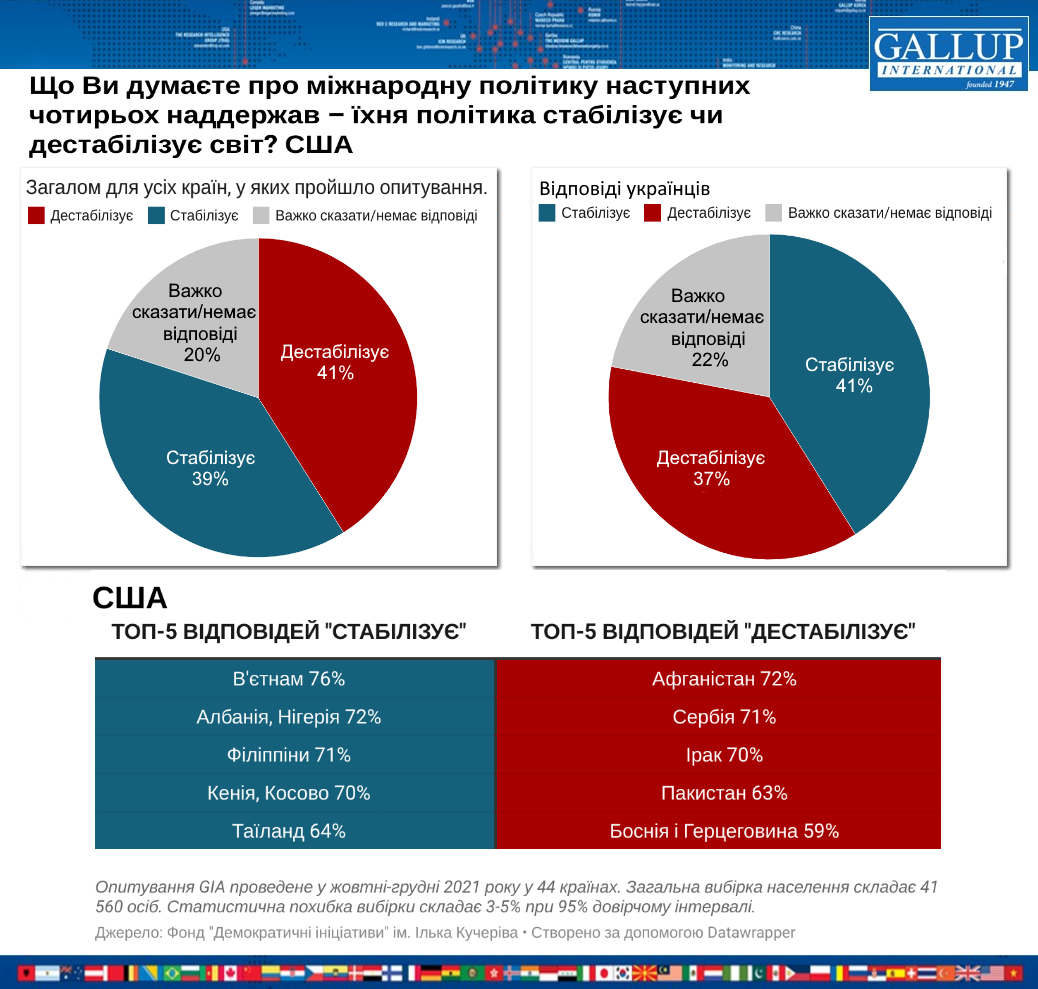 GALLUP
INTERNATIONAL
founded 1947
Що Ви думаєте про міжнародну політику наступних
чотирьох наддержав – їхня політика стабілізує чи
дестабілізує світ? США
Загалом для усіх країн, у яких пройшло опитування.
Дестабілізує Стабілізує Важко сказати/немає відповіді
Важко
сказати/немає
відповіді
20%
Дестабілізує
41%
Стабілізує
39%
Відповіді українців
Стабілізує Дестабілізує Важко сказати/немає відповіді
Важко
сказати/немає
відповіді
22%
Стабілізує
41%
Дестабілізує
37%
США
ТОП-5 ВІДПОВІДЕЙ "СТАБІЛІЗУЄ" ТОП-5 ВІДПОВІДЕЙ "ДЕСТАБІЛІЗУЄ"
В'єтнам 76% Афганістан 72%
Албанія, Нігерія 72% Сербія 71%
Філіппіни 71% Ірак 70%
Кенія, Косово 70% Пакистан 63%
Таїланд 64% Боснія і Герцеговина 59%
Опитування GIA проведене у жовтні-грудні 2021 року у 44 країнах. Загальна вибірка населення складає 41
560 осіб. Статистична похибка вибірки складає 3-5% при 95% довірчому інтервалі.
Джерело: Фонд "Демократичні ініціативи" ім. Ілька Кучеріва • Створено за допомогою Datawrapper